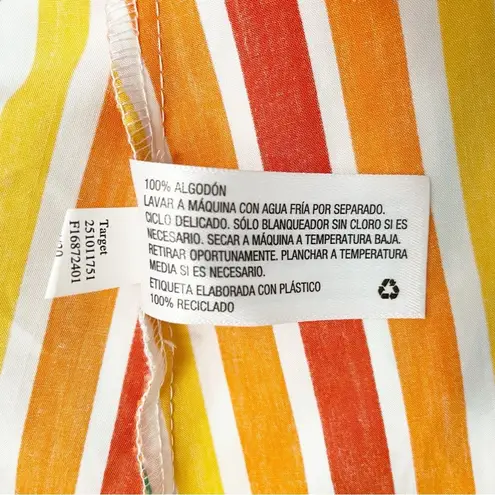 100% ALGODÓN
LAVAR A MÁQUINA CON AGUA FRÍA POR SEPARADO.
CICLO DELICADO. SÓLO BLANQUEADOR SIN CLORO SI ES
NECESARIO. SECAR A MÁQUINA A TEMPERATURA BAJA.
RETIRAR OPORTUNAMENTE. PLANCHAR A TEMPERATURA
MEDIA SI ES NECESARIO.
ETIQUETA ELABORADA CON PLÁSTICO
100% RECICLADO
Target
251011751
F16872401